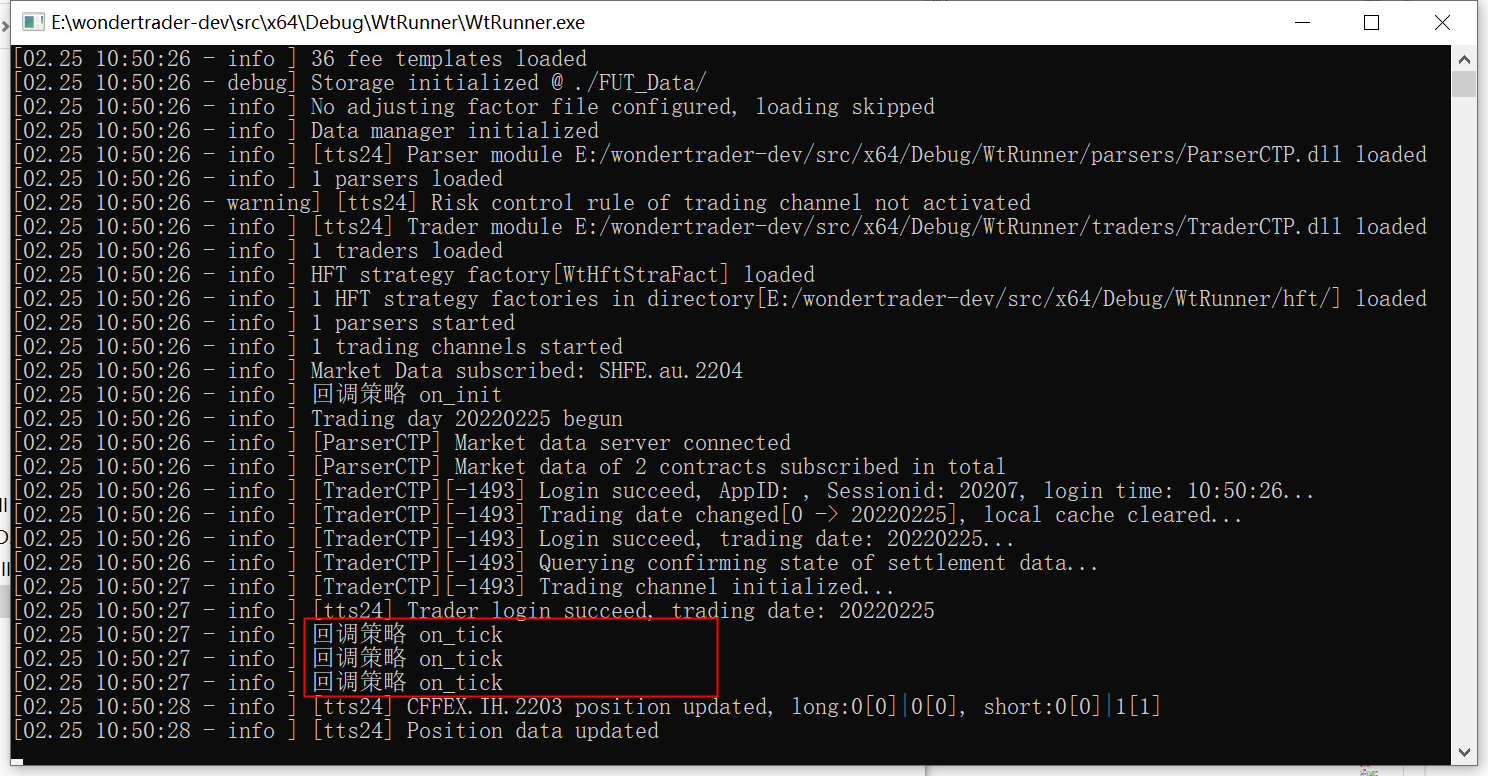 E:\wondertrader-dev\src\x64\Debug\WtRunner\WtRunner.exe
[02.25 10:50:26 - info ] 36 fee templates loaded
[02.25 10:50:26 - debug] Storage initialized @ ./FUT_Data/
[02.25 10:50:26 - info ] No adjusting factor file configured, loading skipped
[02.25 10:50:26 - info ] Data manager initialized
[02.25 10:50:26 - info ] [tts24] Parser module E:/wondertrader-dev/src/x64/Debug/WtRunner/parsers/ParserCTP.dll loaded
[02.25 10:50:26 - info ] 1 parsers loaded
[02.25 10:50:26 - warning] [tts24] Risk control rule of trading channel not activated
[02.25 10:50:26 - info ] [tts24] Trader module E:/wondertrader-dev/src/x64/Debug/WtRunner/traders/TraderCTP.dll loaded
[02.25 10:50:26 - info ] 1 traders loaded
[02.25 10:50:26 - info ] HFT strategy factory[WtHftStraFact] loaded
[02.25 10:50:26 - info ] 1 HFT strategy factories in directory[E:/wondertrader-dev/src/x64/Debug/WtRunner/hft/] loaded
[02.25 10:50:26 - info ] 1 parsers started
[02.25 10:50:26 - info ] 1 trading channels started
[02.25 10:50:26 - info ] Market Data subscribed: SHFE.au.2204
[02.25 10:50:26 - info ] 回调策略 on_init
[02.25 10:50:26 - info ] Trading day 20220225 begun
[02.25 10:50:26 - info ] [ParserCTP] Market data server connected
[02.25 10:50:26 - info ] [ParserCTP] Market data of 2 contracts subscribed in total
[02.25 10:50:26 - info ] [TraderCTP][-1493] Login succeed, AppID: , Sessionid: 20207, login time: 10:50:26...
[02.25 10:50:26 - info ] [TraderCTP][-1493] Trading date changed[0 -> 20220225], local cache cleared...
[02.25 10:50:26 - info ] [TraderCTP][-1493] Login succeed, trading date: 20220225...
[02.25 10:50:26 - info ] [TraderCTP][-1493] Querying confirming state of settlement data...
[02.25 10:50:27 - info ] [TraderCTP][-1493] Trading channel initialized...
[02.25 10:50:27 - info ] [tts24] Trader login succeed, trading date: 20220225
[02.25 10:50:27 - info ] 回调策略 on_tick
[02.25 10:50:27 - info ] 回调策略 on_tick
[02.25 10:50:27 - info ] 回调策略 on_tick
[02.25 10:50:28 - info ] [tts24] CFFEX.IH.2203 position updated, long:0[0]|0[0], short:0[0]|1[1]
[02.25 10:50:28 - info ] [tts24] Position data updated